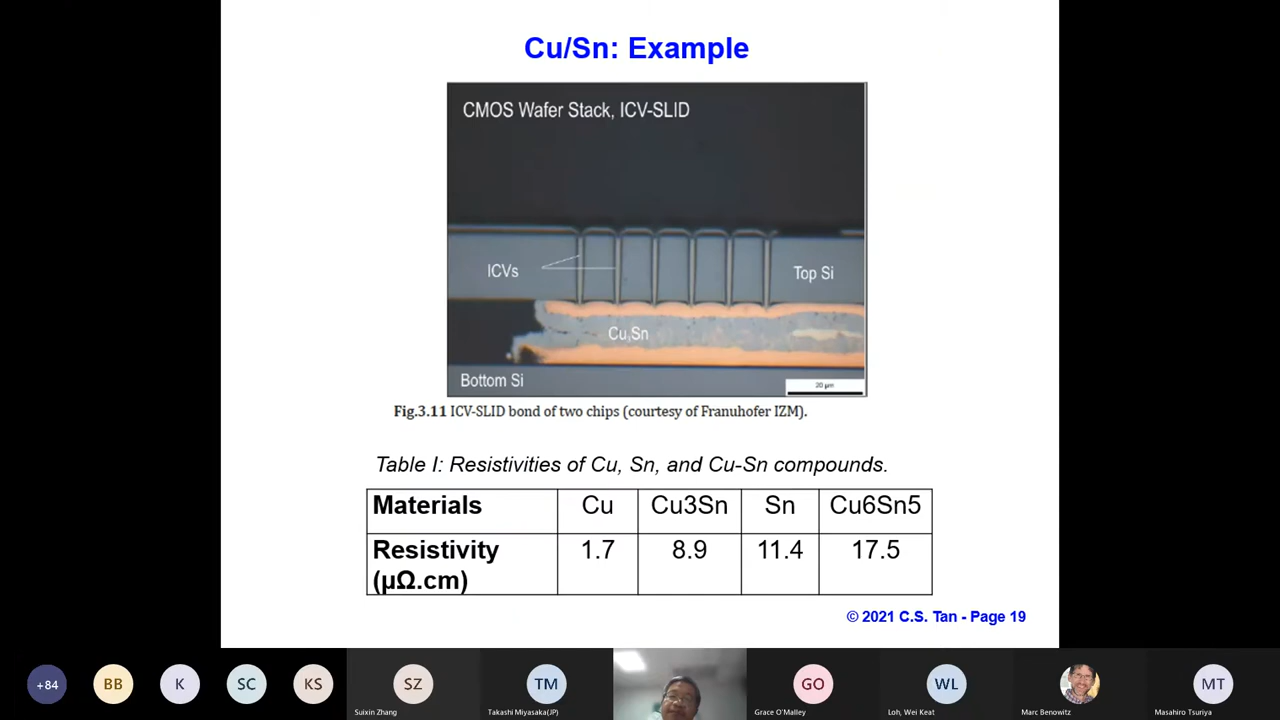 Cu/Sn: Example
CMOS Wafer Stack, ICV-SLID
ICVs
Top Si
Cu₃Sn
Bottom Si
20 µm
Fig.3.11 ICV-SLID bond of two chips (courtesy of Franuhofer IZM).
Table I: Resistivities of Cu, Sn, and Cu-Sn compounds.
Materials Cu Cu3Sn Sn Cu6Sn5
Resistivity 1.7 8.9 11.4 17.5
(µΩ.cm)
© 2021 C.S. Tan - Page 19
+84 BB K SC KS SZ TM GO WL MT
Suixin Zhang Takashi Miyasaka(JP) Grace O'Malley Loh, Wei Keat Marc Benowitz Masahiro Tsuriya